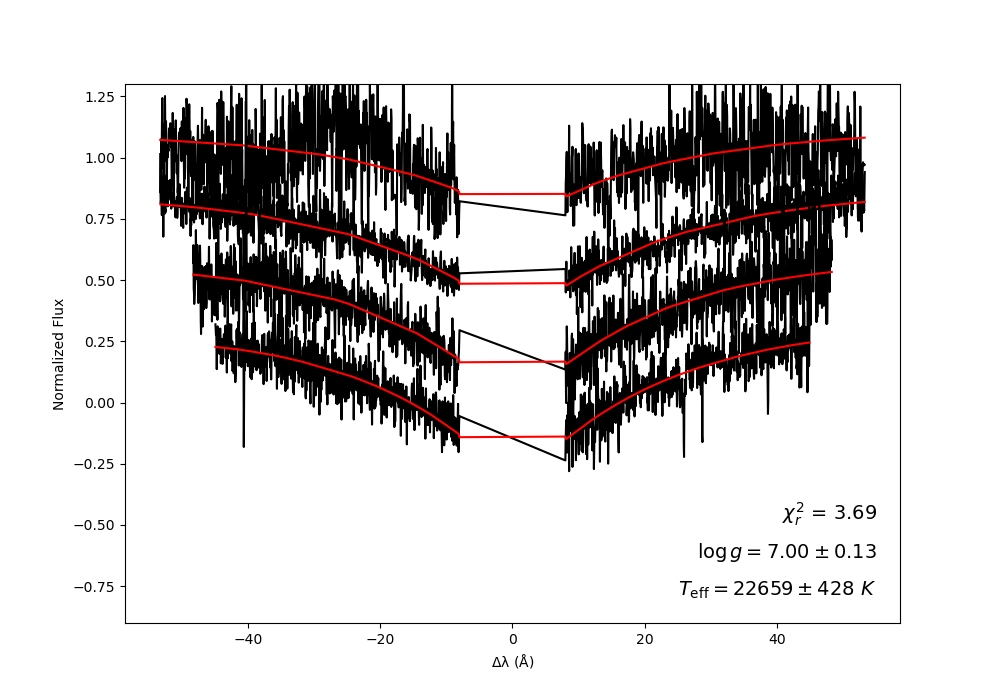 1.25
1.00
0.75
0.50
0.25
0.00
−0.25
−0.50
−0.75
Normalized Flux
χ²ᵣ = 3.69
log g = 7.00 ± 0.13
T_eff = 22659 ± 428 K
−40 −20 0 20 40
Δλ (Å)